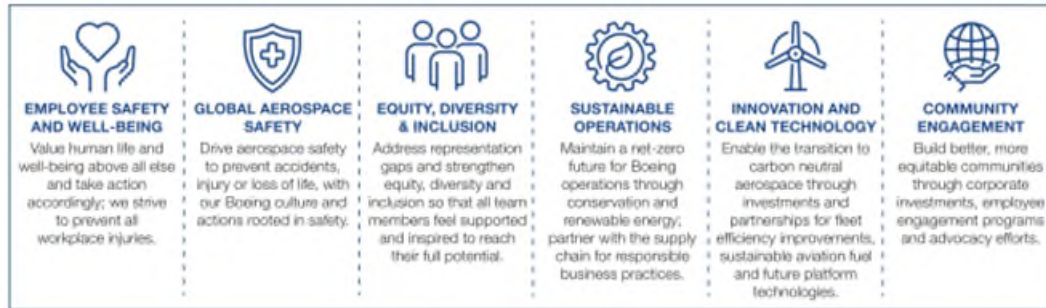 EMPLOYEE SAFETY
AND WELL-BEING
Value human life and
well-being above all else
and take action
accordingly; we strive
to prevent all
workplace injuries.
GLOBAL AEROSPACE
SAFETY
Drive aerospace safety
to prevent accidents,
injury or loss of life, with
our Boeing culture and
actions rooted in safety.
EQUITY, DIVERSITY
& INCLUSION
Address representation
gaps and strengthen
equity, diversity and
inclusion so that all team
members feel supported
and inspired to reach
their full potential.
SUSTAINABLE
OPERATIONS
Maintain a net-zero
future for Boeing
operations through
conservation and
renewable energy;
partner with the supply
chain for responsible
business practices.
INNOVATION AND
CLEAN TECHNOLOGY
Enable the transition to
carbon neutral
aerospace through
investments and
partnerships for fleet
efficiency improvements,
sustainable aviation fuel
and future platform
technologies.
COMMUNITY
ENGAGEMENT
Build better, more
equitable communities
through corporate
investments, employee
engagement programs
and advocacy efforts.